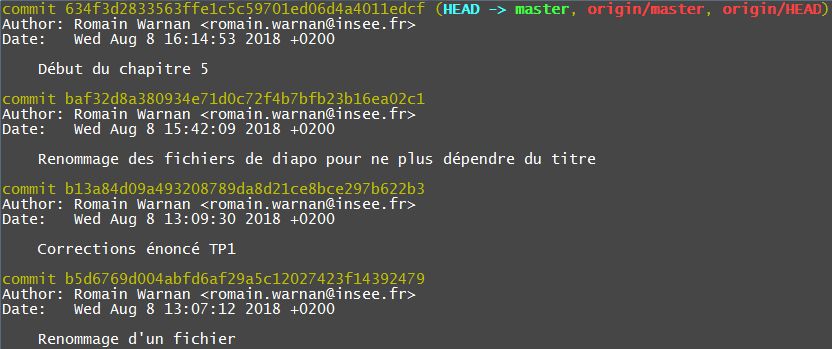 commit 634f3d2833563ffe1c5c59701ed06d4a4011edcf (HEAD -> master, origin/master, origin/HEAD)
Author: Romain Warnan <romain.warnan@insee.fr>
Date:   Wed Aug 8 16:14:53 2018 +0200
Début du chapitre 5
commit baf32d8a380934e71d0c72f4b7bfb23b16ea02c1
Author: Romain Warnan <romain.warnan@insee.fr>
Date:   Wed Aug 8 15:42:09 2018 +0200
Renommage des fichiers de diapo pour ne plus dépendre du titre
commit b13a84d09a493208789da8d21ce8bce297b622b3
Author: Romain Warnan <romain.warnan@insee.fr>
Date:   Wed Aug 8 13:09:30 2018 +0200
Corrections énoncé TP1
commit b5d6769d004abfd6af29a5c12027423f14392479
Author: Romain Warnan <romain.warnan@insee.fr>
Date:   Wed Aug 8 13:07:12 2018 +0200
Renommage d'un fichier